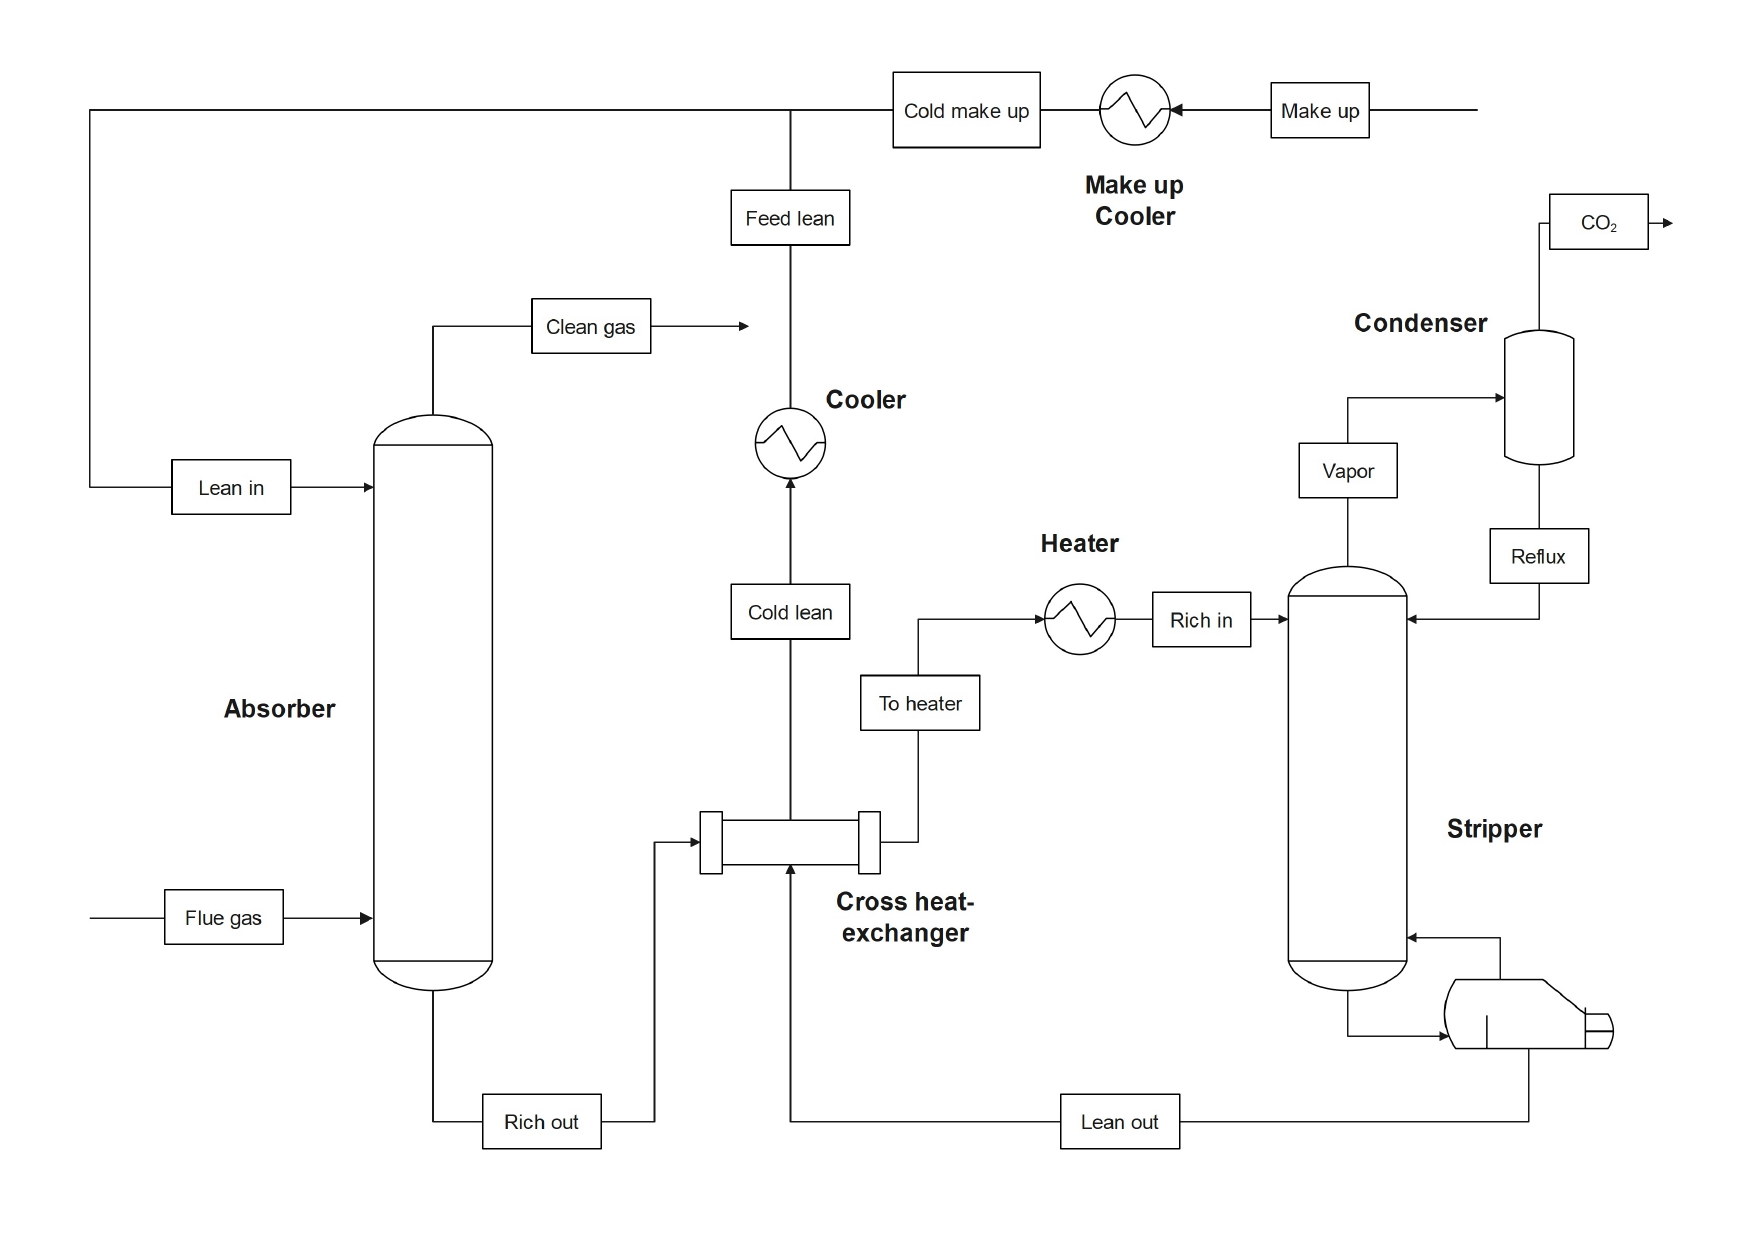 Cold make up
Make up
Make up
Cooler
Feed lean
CO₂
Clean gas
Condenser
Cooler
Vapor
Lean in
Heater
Reflux
Cold lean
Rich in
To heater
Absorber
Stripper
Cross heat-
exchanger
Flue gas
Rich out
Lean out